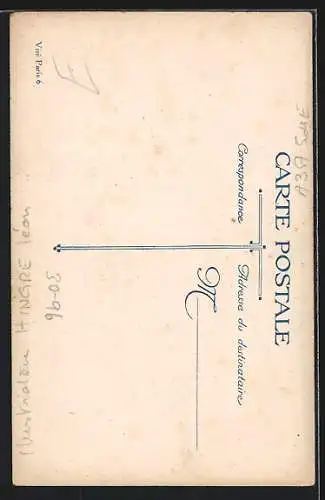 CARTE POSTALE
Correspondance
Adresse du destinataire
M
Visé Paris 6
illustrateur HINGRE Léon
30-96